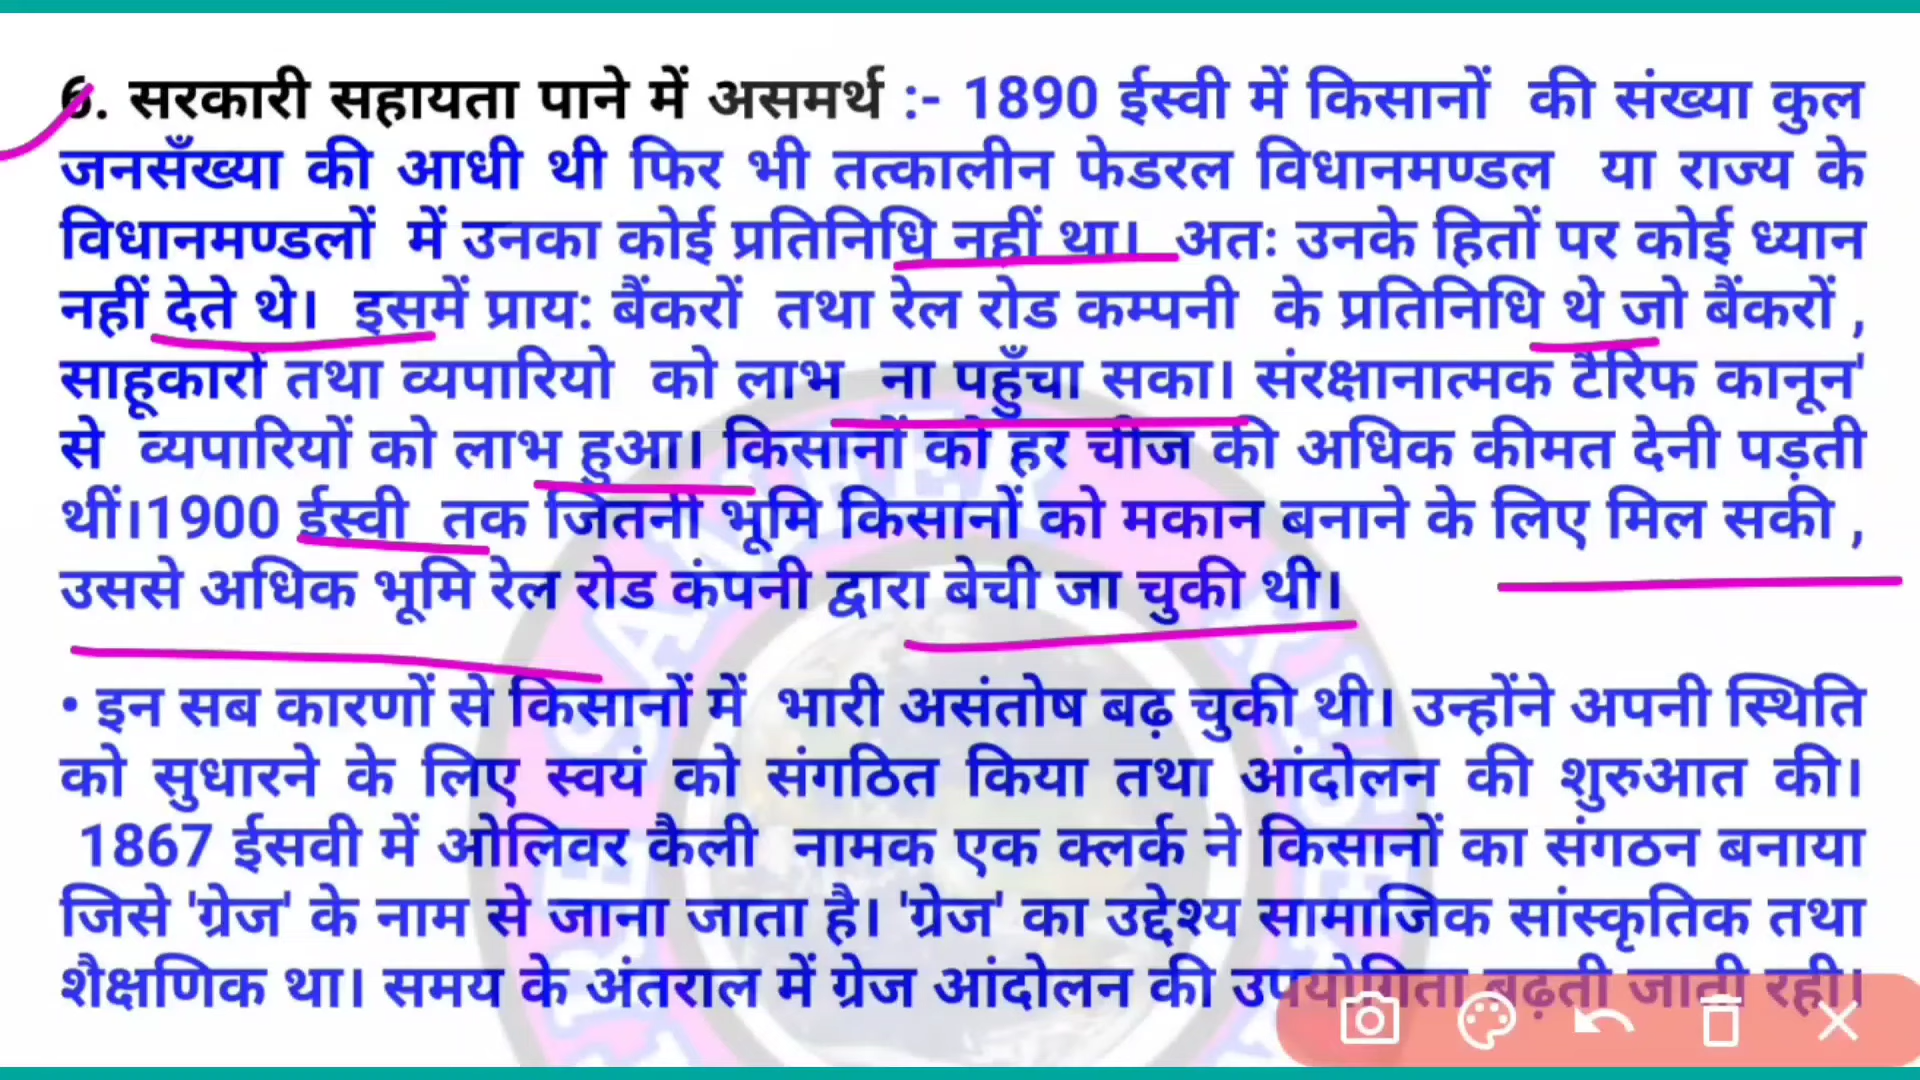 6. सरकारी सहायता पाने में असमर्थ :- 1890 ईस्वी में किसानों की संख्या कुल
जनसँख्या की आधी थी फिर भी तत्कालीन फेडरल विधानमण्डल या राज्य के
विधानमण्डलों में उनका कोई प्रतिनिधि नहीं था। अतः उनके हितों पर कोई ध्यान
नहीं देते थे। इसमें प्राय: बैंकरों तथा रेल रोड कम्पनी के प्रतिनिधि थे जो बैंकरों ,
साहूकारों तथा व्यपारियो को लाभ ना पहुँचा सका। संरक्षानात्मक टैरिफ कानून'
से व्यपारियों को लाभ हुआ। किसानों को हर चीज की अधिक कीमत देनी पड़ती
थीं।1900 ईस्वी तक जितनी भूमि किसानों को मकान बनाने के लिए मिल सकी ,
उससे अधिक भूमि रेल रोड कंपनी द्वारा बेची जा चुकी थी।
• इन सब कारणों से किसानों में भारी असंतोष बढ़ चुकी थी। उन्होंने अपनी स्थिति
को सुधारने के लिए स्वयं को संगठित किया तथा आंदोलन की शुरुआत की।
1867 ईसवी में ओलिवर कैली नामक एक क्लर्क ने किसानों का संगठन बनाया
जिसे 'ग्रेज' के नाम से जाना जाता है। 'ग्रेज' का उद्देश्य सामाजिक सांस्कृतिक तथा
शैक्षणिक था। समय के अंतराल में ग्रेज आंदोलन की उपयोगिता बढ़ती जाती रही।